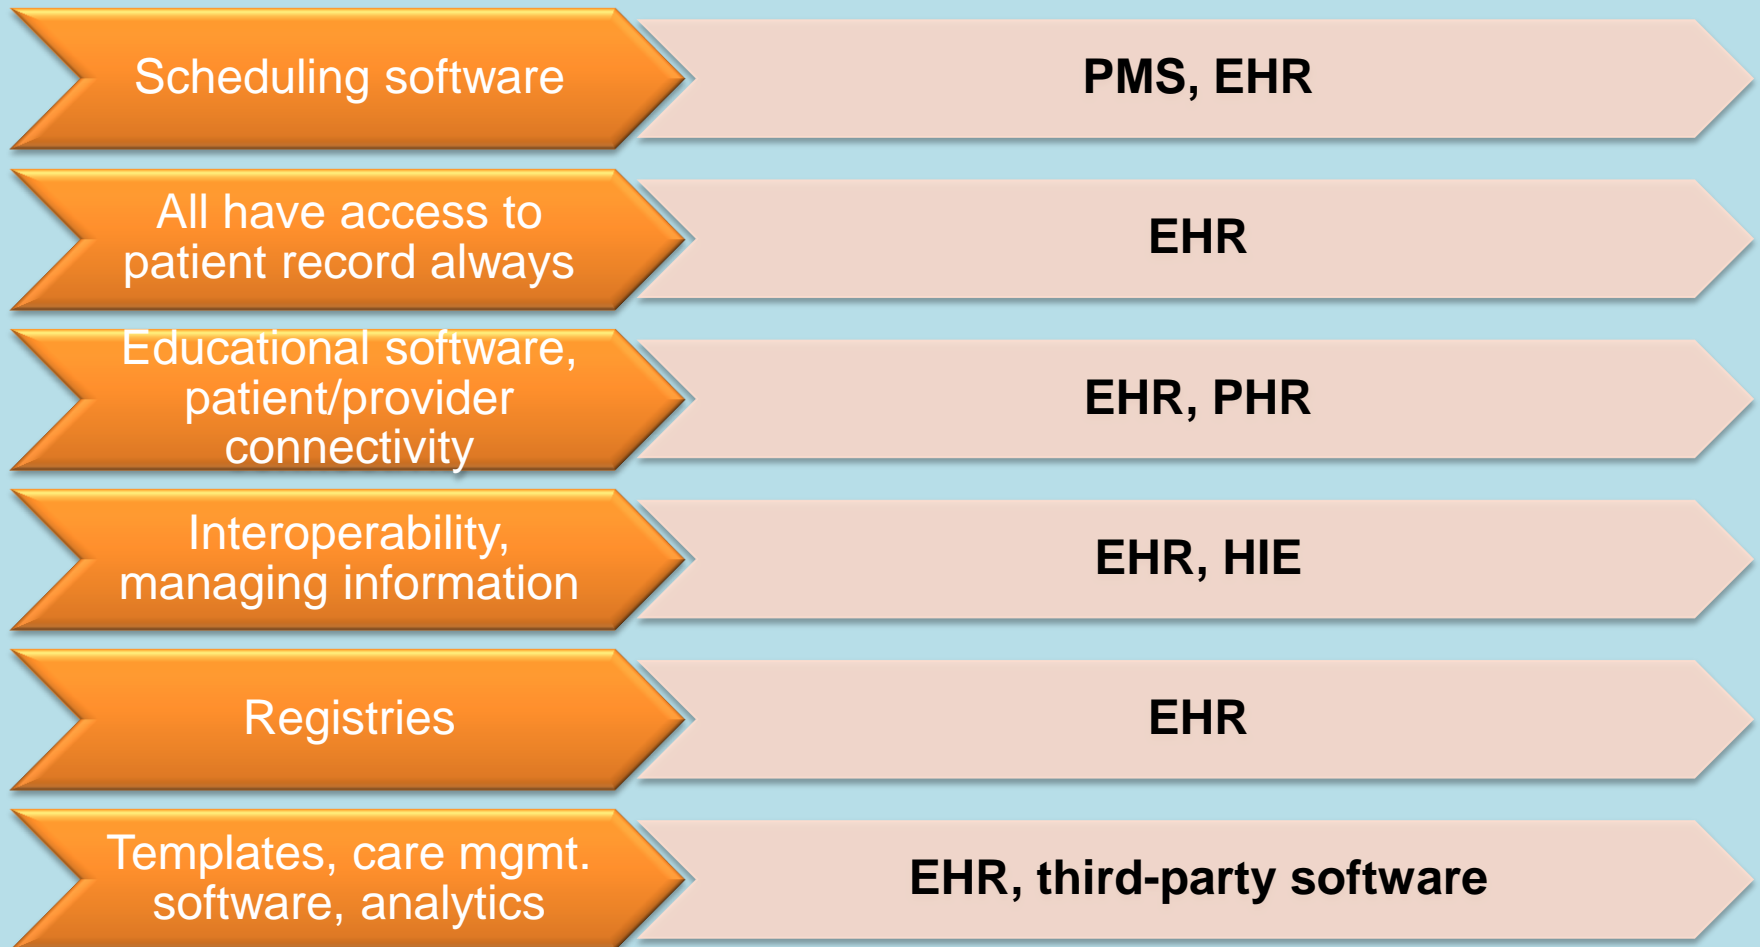 Scheduling software
PMS, EHR
All have access to
patient record always
EHR
Educational software,
patient/provider
connectivity
EHR, PHR
Interoperability,
managing information
EHR, HIE
Registries
EHR
Templates, care mgmt.
software, analytics
EHR, third-party software